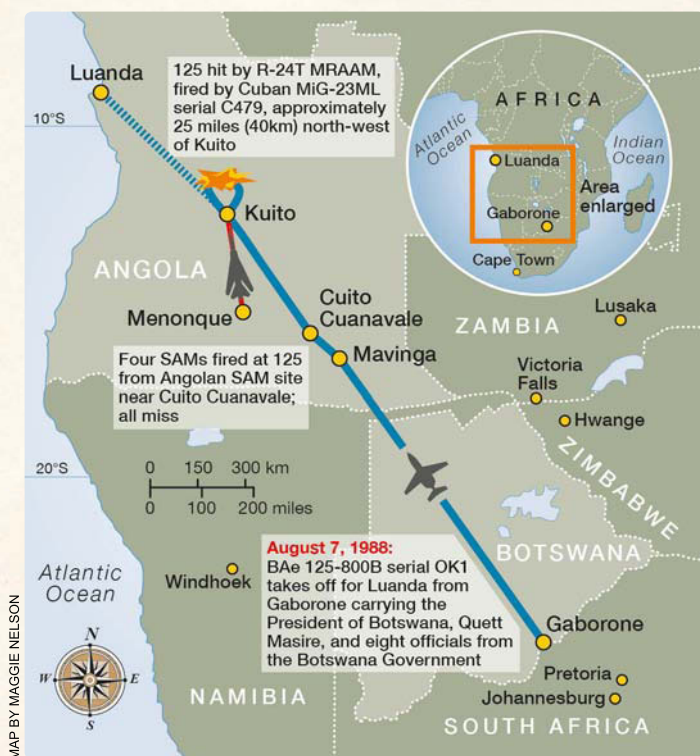 Luanda
125 hit by R-24T MRAAM,
fired by Cuban MiG-23ML
serial C479, approximately
25 miles (40km) north-west
of Kuito
AFRICA
Atlantic
Ocean
Indian
Ocean
Luanda
Area
enlarged
Gaborone
Cape Town
10°S
Kuito
ANGOLA
Menonque
Cuito
Cuanavale
Mavinga
ZAMBIA
Lusaka
Victoria
Falls
Hwange
ZIMBABWE
Four SAMs fired at 125
from Angolan SAM site
near Cuito Cuanavale;
all miss
20°S
0 150 300 km
0 100 200 miles
BOTSWANA
August 7, 1988:
BAe 125-800B serial OK1
takes off for Luanda from
Gaborone carrying the
President of Botswana, Quett
Masire, and eight officials from
the Botswana Government
Atlantic
Ocean
Windhoek
Gaborone
Pretoria
Johannesburg
N
W
E
S
NAMIBIA
SOUTH AFRICA
MAP BY MAGGIE NELSON